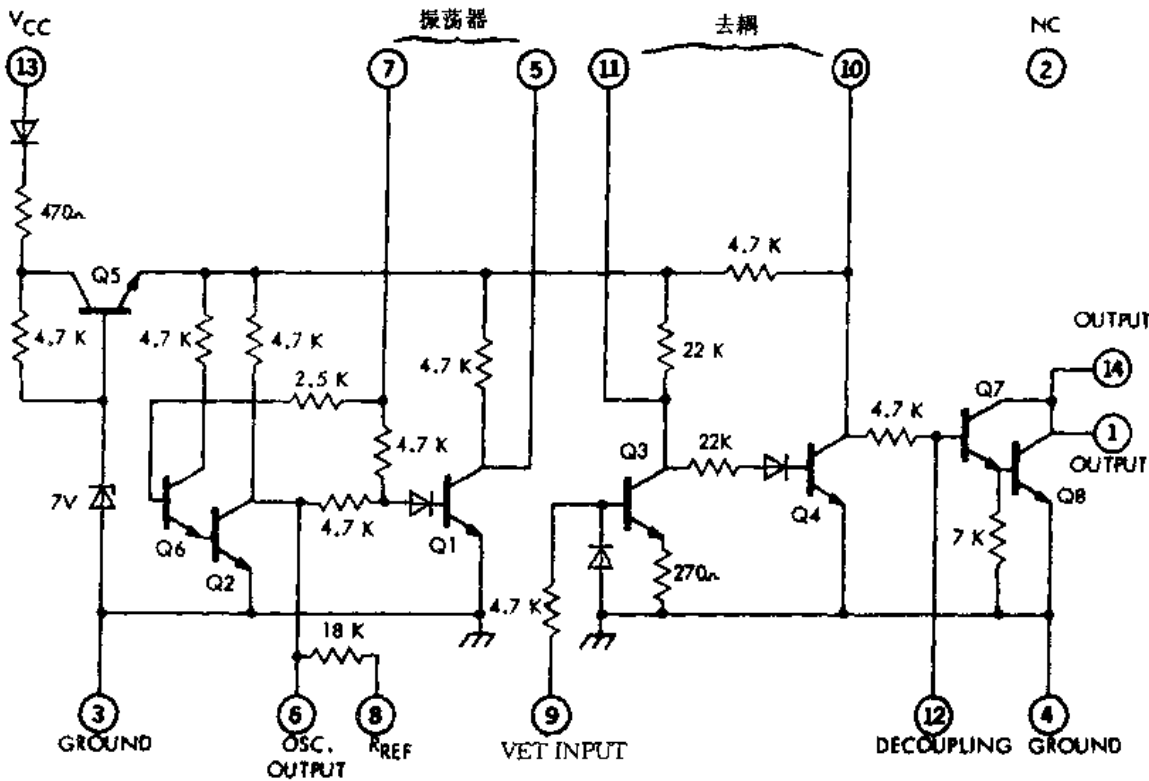 VCC
振荡器
去耦
NC
13
7
5
11
10
2
470Ω
Q5
4.7 K
4.7 K
4.7 K
4.7 K
4.7 K
22 K
2.5 K
4.7 K
OUTPUT
14
Q7
4.7 K
1
OUTPUT
Q3
22K
7V
4.7 K
Q6
Q2
Q1
Q4
Q8
7 K
270Ω
4.7 K
18 K
3
6
8
9
12
4
GROUND
OSC.
OUTPUT
RREF
VET INPUT
DECOUPLING
GROUND